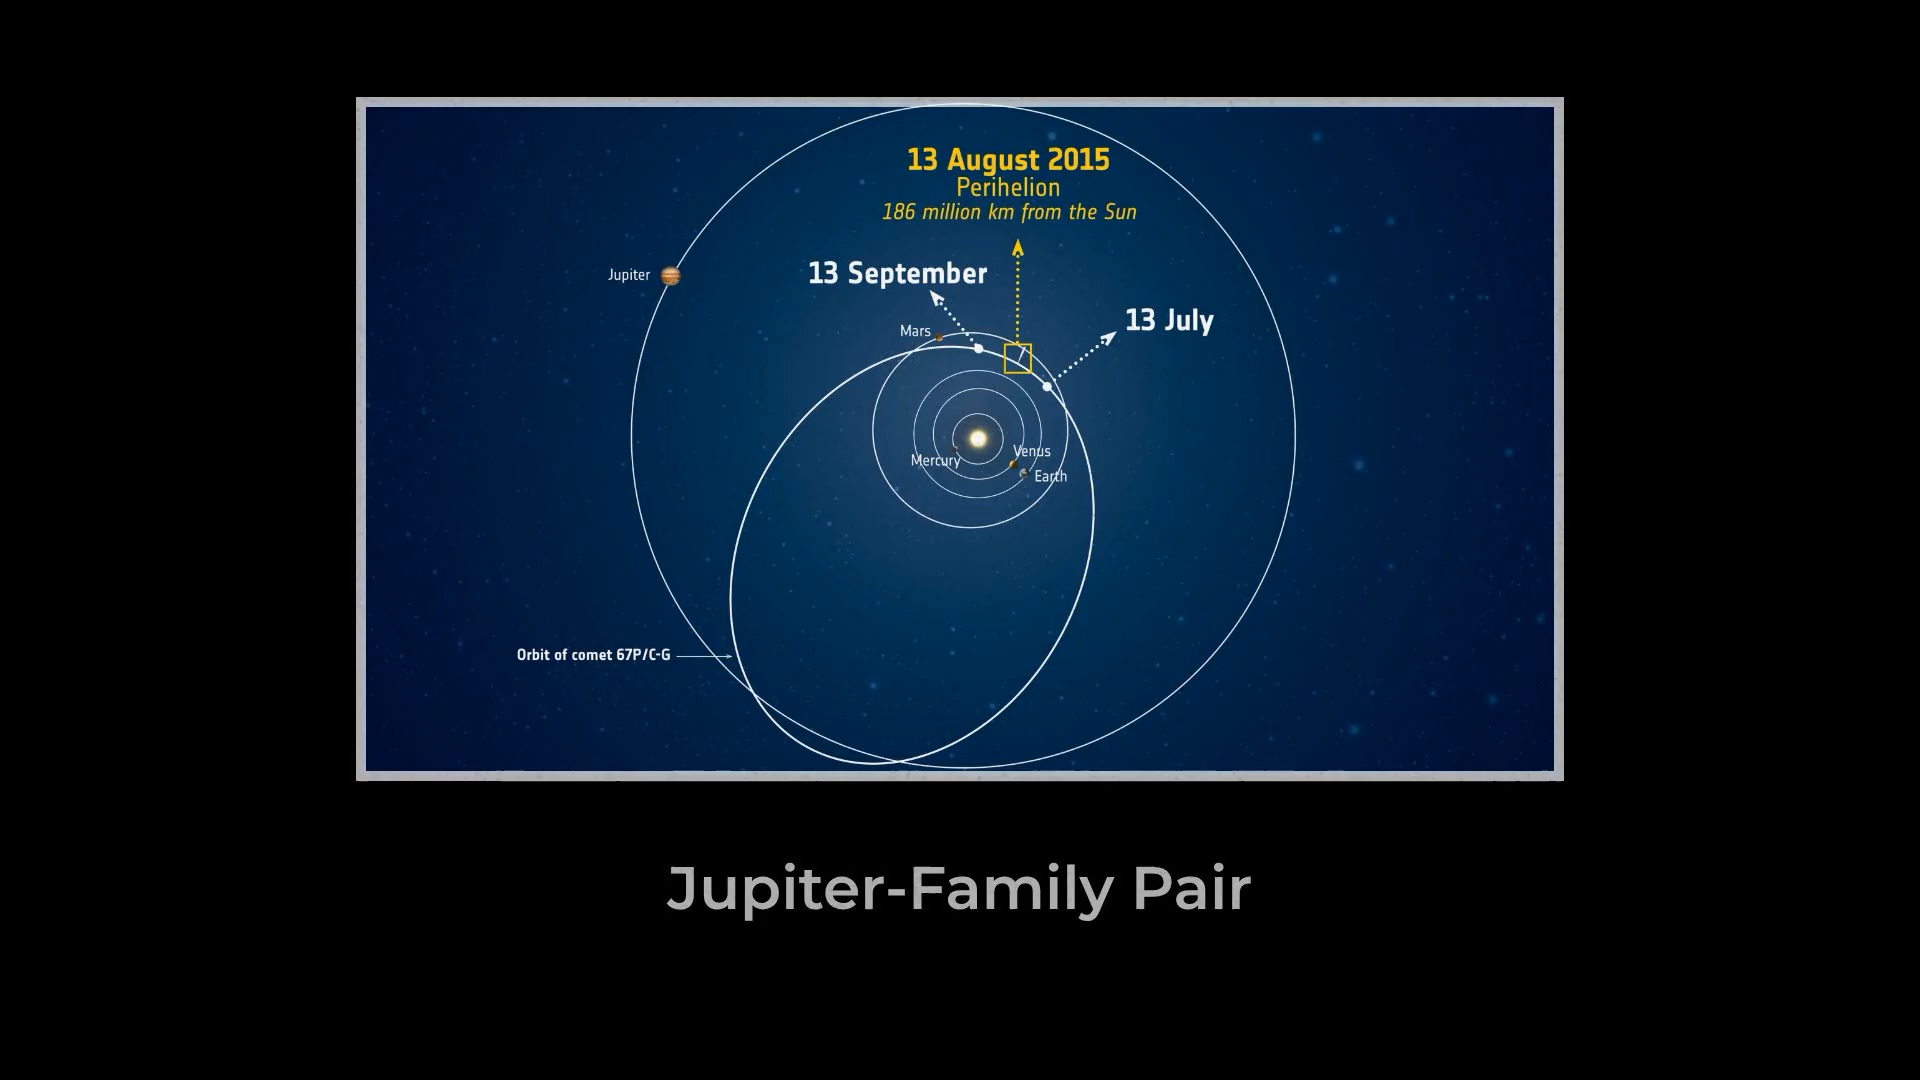 13 August 2015
Perihelion
186 million km from the Sun
13 September
Jupiter
13 July
Mars
Venus
Mercury
Earth
Orbit of comet 67P/C-G
Jupiter-Family Pair